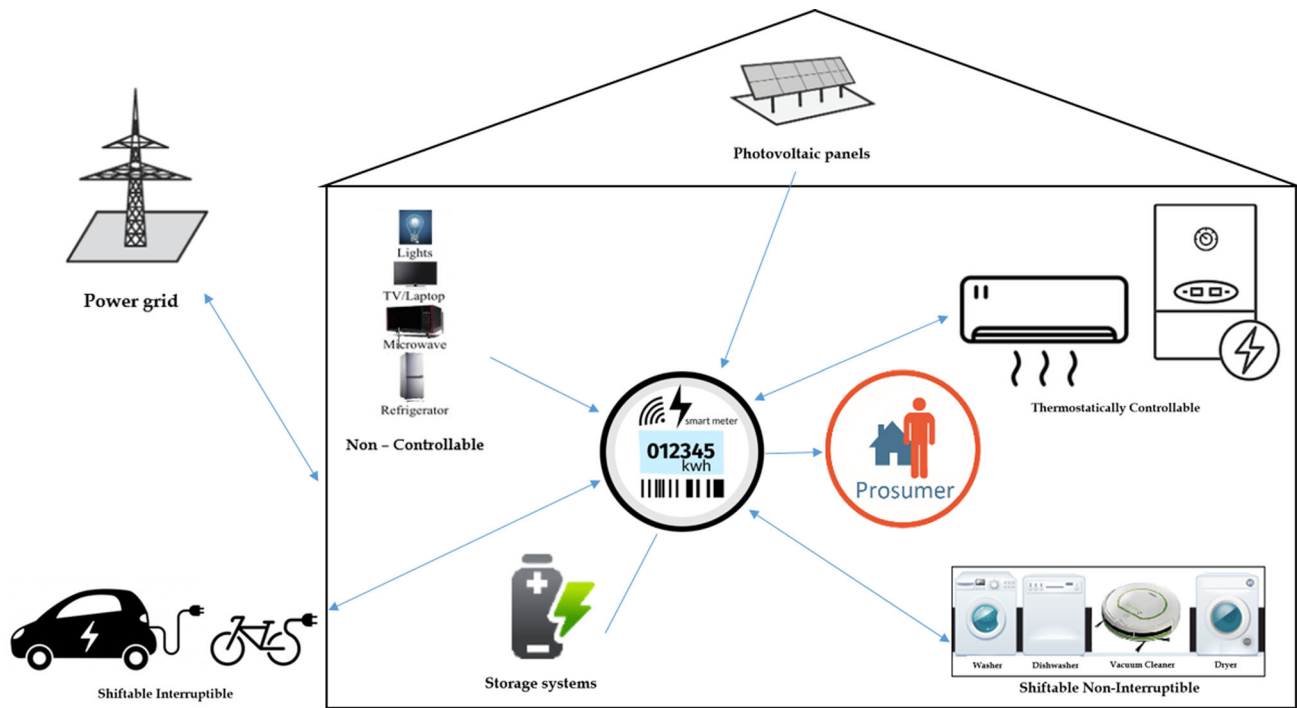 Photovoltaic panels
Power grid
Lights
TV/Laptop
Microwave
Refrigerator
Non – Controllable
smart meter
012345
kwh
Prosumer
Thermostatically Controllable
Shiftable Interruptible
Storage systems
Washer Dishwasher Vacuum Cleaner Dryer
Shiftable Non-Interruptible